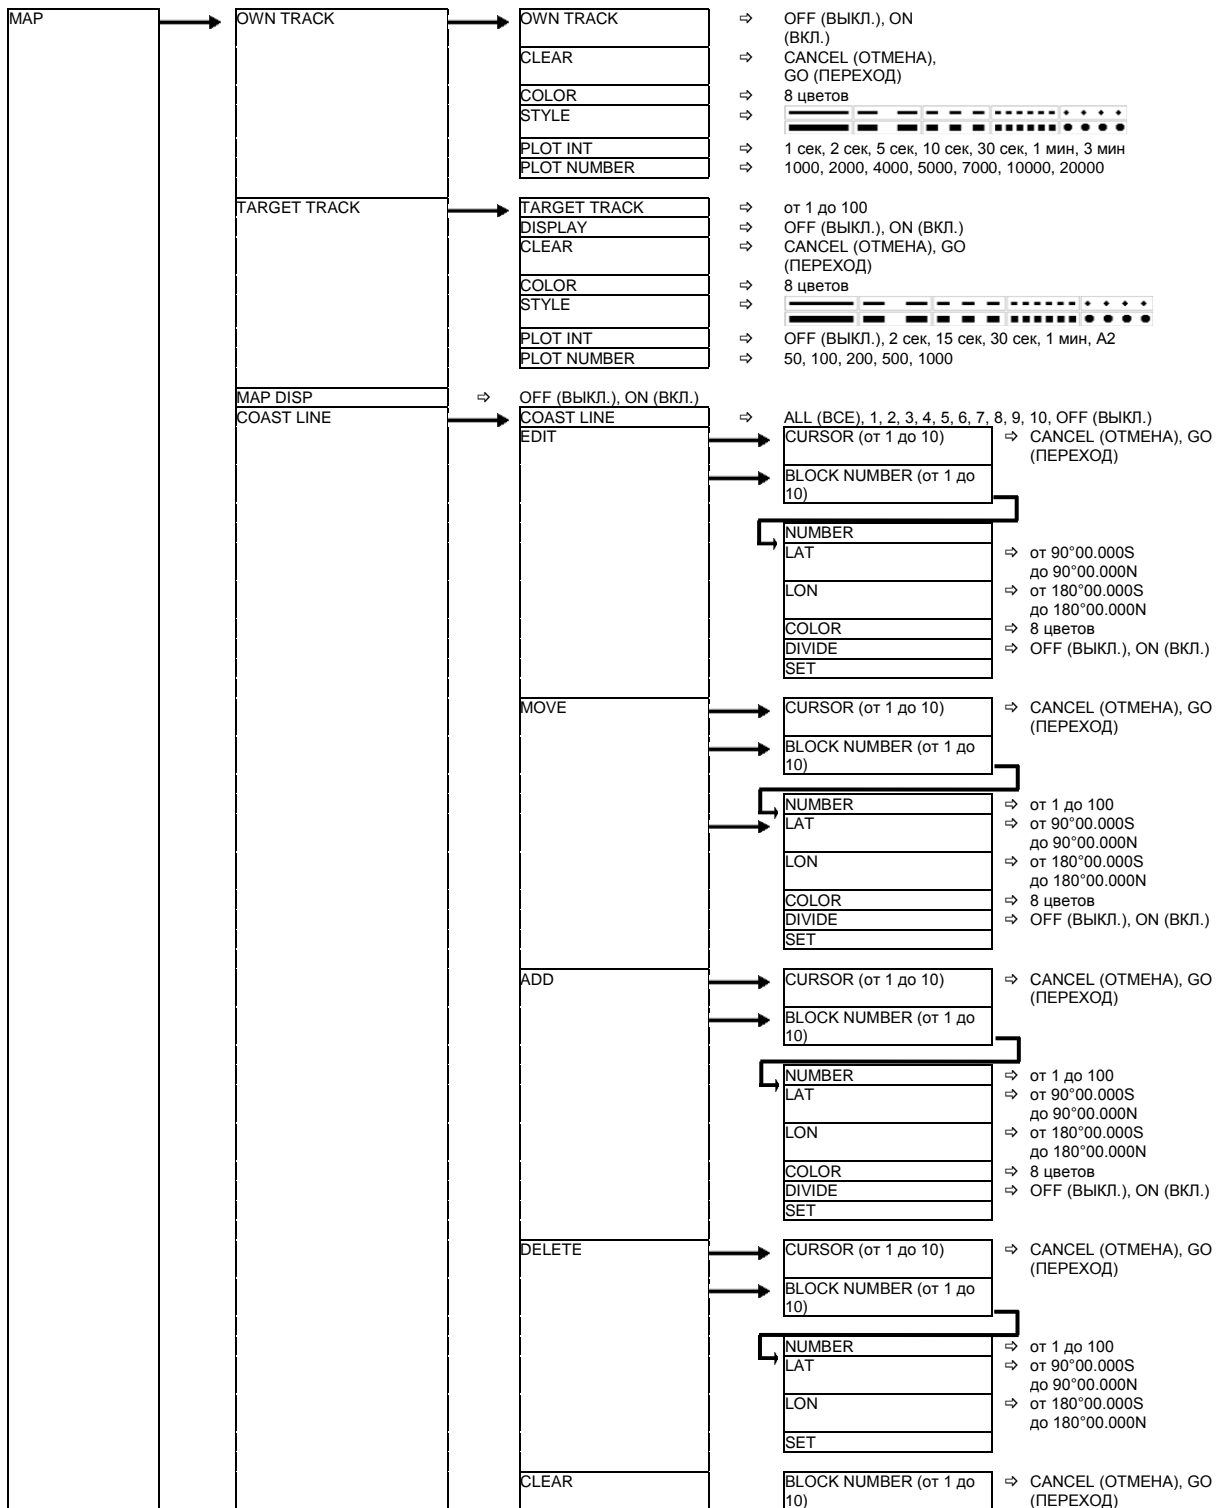 MAP
OWN TRACK
OWN TRACK
⇨ OFF (ВЫКЛ.), ON
(ВКЛ.)
CLEAR
⇨ CANCEL (ОТМЕНА),
GO (ПЕРЕХОД)
COLOR
⇨ 8 цветов
STYLE
⇨
PLOT INT
⇨ 1 сек, 2 сек, 5 сек, 10 сек, 30 сек, 1 мин, 3 мин
PLOT NUMBER
⇨ 1000, 2000, 4000, 5000, 7000, 10000, 20000
TARGET TRACK
TARGET TRACK
⇨ от 1 до 100
DISPLAY
⇨ OFF (ВЫКЛ.), ON (ВКЛ.)
CLEAR
⇨ CANCEL (ОТМЕНА), GO
(ПЕРЕХОД)
COLOR
⇨ 8 цветов
STYLE
⇨
PLOT INT
⇨ OFF (ВЫКЛ.), 2 сек, 15 сек, 30 сек, 1 мин, A2
PLOT NUMBER
⇨ 50, 100, 200, 500, 1000
MAP DISP
⇨ OFF (ВЫКЛ.), ON (ВКЛ.)
COAST LINE
COAST LINE
⇨ ALL (ВСЕ), 1, 2, 3, 4, 5, 6, 7, 8, 9, 10, OFF (ВЫКЛ.)
EDIT
CURSOR (от 1 до 10)
⇨ CANCEL (ОТМЕНА), GO
(ПЕРЕХОД)
BLOCK NUMBER (от 1 до
10)
NUMBER
LAT
⇨ от 90°00.000S
до 90°00.000N
LON
⇨ от 180°00.000S
до 180°00.000N
COLOR
⇨ 8 цветов
DIVIDE
⇨ OFF (ВЫКЛ.), ON (ВКЛ.)
SET
MOVE
CURSOR (от 1 до 10)
⇨ CANCEL (ОТМЕНА), GO
(ПЕРЕХОД)
BLOCK NUMBER (от 1 до
10)
NUMBER
⇨ от 1 до 100
LAT
⇨ от 90°00.000S
до 90°00.000N
LON
⇨ от 180°00.000S
до 180°00.000N
COLOR
⇨ 8 цветов
DIVIDE
⇨ OFF (ВЫКЛ.), ON (ВКЛ.)
SET
ADD
CURSOR (от 1 до 10)
⇨ CANCEL (ОТМЕНА), GO
(ПЕРЕХОД)
BLOCK NUMBER (от 1 до
10)
NUMBER
⇨ от 1 до 100
LAT
⇨ от 90°00.000S
до 90°00.000N
LON
⇨ от 180°00.000S
до 180°00.000N
COLOR
⇨ 8 цветов
DIVIDE
⇨ OFF (ВЫКЛ.), ON (ВКЛ.)
SET
DELETE
CURSOR (от 1 до 10)
⇨ CANCEL (ОТМЕНА), GO
(ПЕРЕХОД)
BLOCK NUMBER (от 1 до
10)
NUMBER
⇨ от 1 до 100
LAT
⇨ от 90°00.000S
до 90°00.000N
LON
⇨ от 180°00.000S
до 180°00.000N
SET
CLEAR
BLOCK NUMBER (от 1 до
10)
⇨ CANCEL (ОТМЕНА), GO
(ПЕРЕХОД)